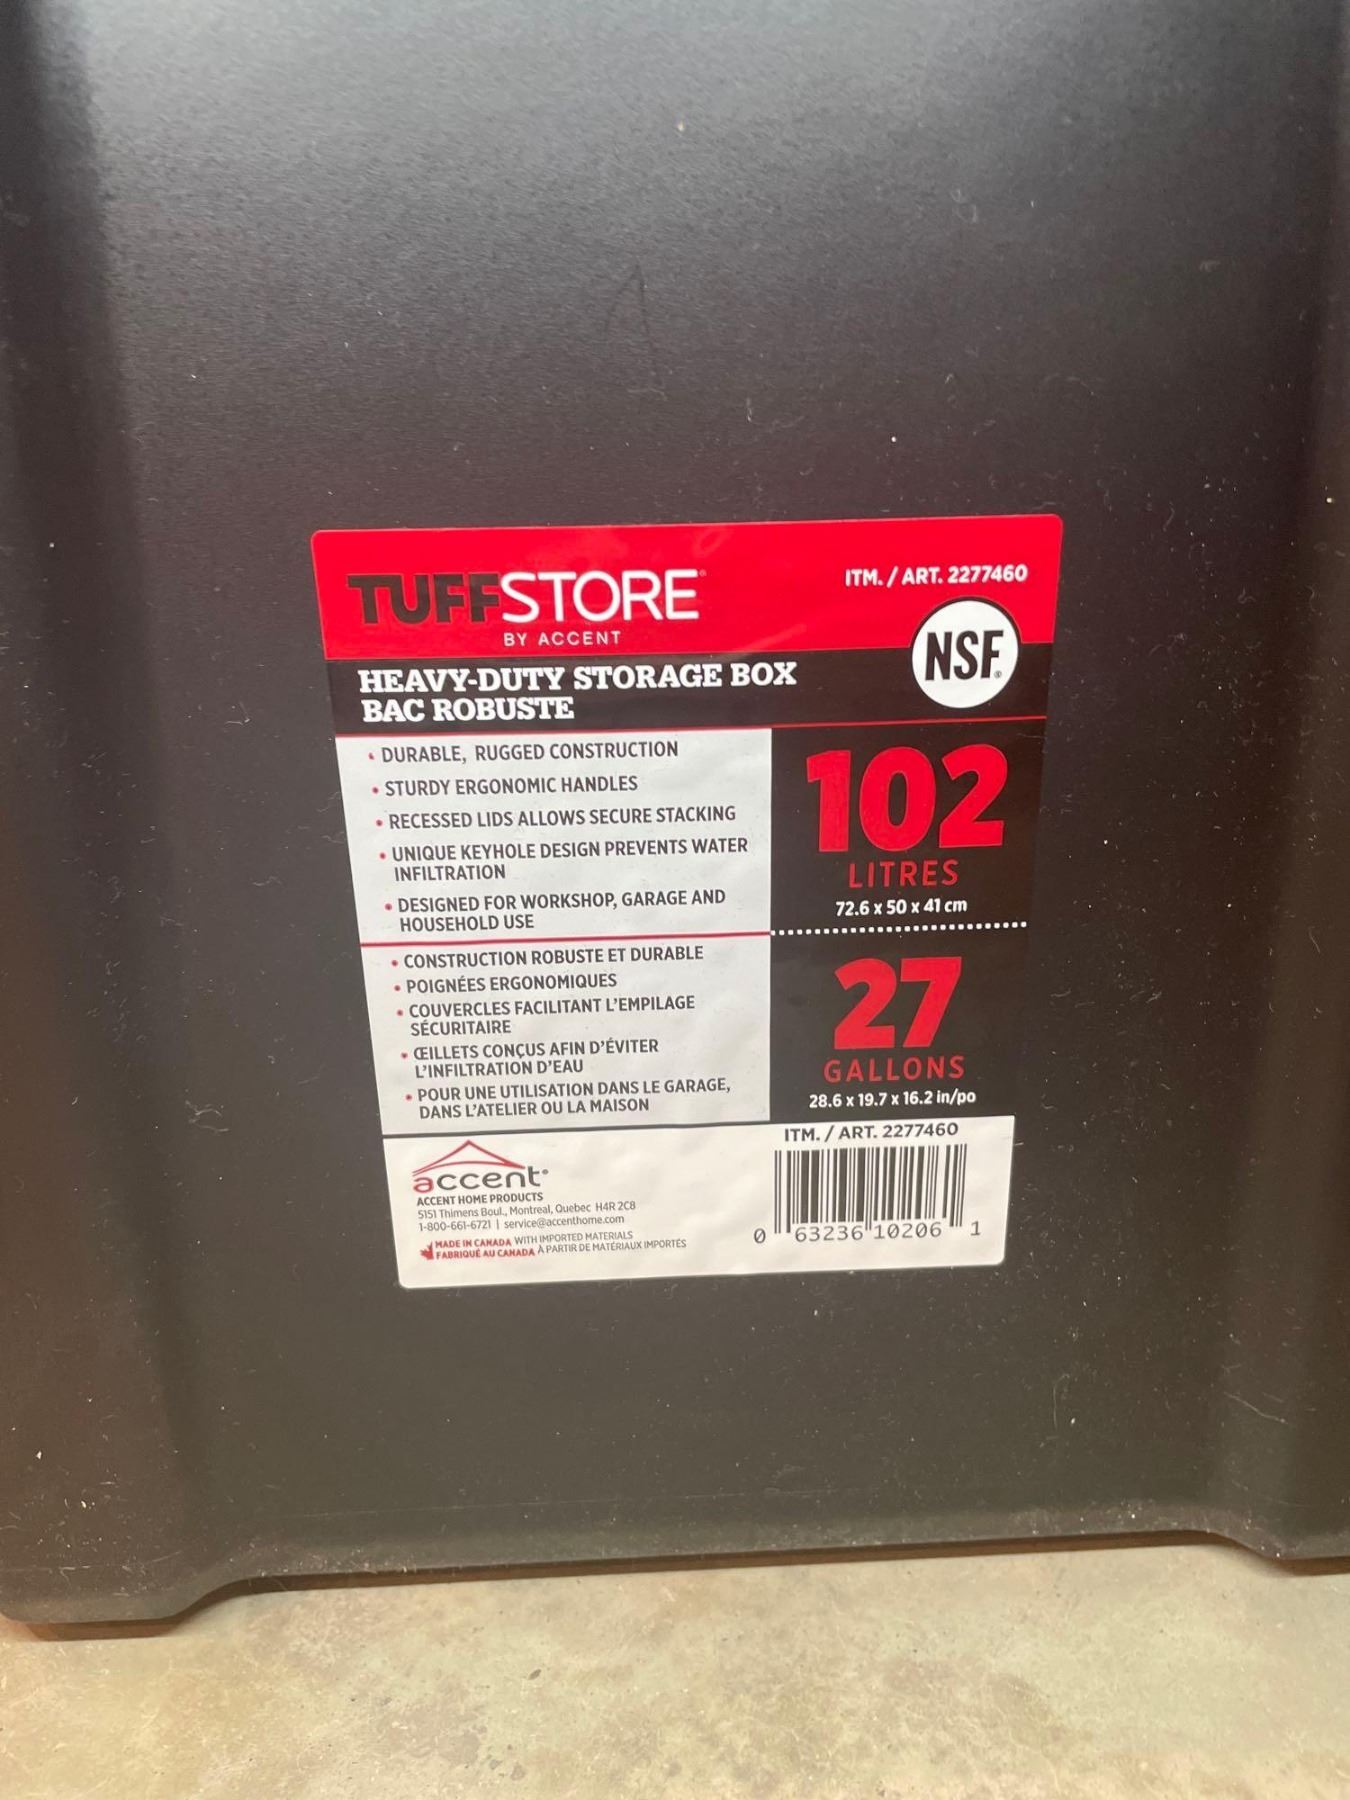 TUFFSTORE®
BY ACCENT
ITM. / ART. 2277460
NSF®
HEAVY-DUTY STORAGE BOX
BAC ROBUSTE
• DURABLE, RUGGED CONSTRUCTION
• STURDY ERGONOMIC HANDLES
• RECESSED LIDS ALLOWS SECURE STACKING
• UNIQUE KEYHOLE DESIGN PREVENTS WATER
INFILTRATION
• DESIGNED FOR WORKSHOP, GARAGE AND
HOUSEHOLD USE
• CONSTRUCTION ROBUSTE ET DURABLE
• POIGNÉES ERGONOMIQUES
• COUVERCLES FACILITANT L'EMPILAGE
SÉCURITAIRE
• ŒILLETS CONÇUS AFIN D'ÉVITER
L'INFILTRATION D'EAU
• POUR UNE UTILISATION DANS LE GARAGE,
DANS L'ATELIER OU LA MAISON
102
LITRES
72.6 x 50 x 41 cm
27
GALLONS
28.6 x 19.7 x 16.2 in/po
accent®
ACCENT HOME PRODUCTS
5151 Thimens Boul., Montreal, Quebec H4R 2C8
1-800-661-6721 | service@accenthome.com
MADE IN CANADA WITH IMPORTED MATERIALS
FABRIQUÉ AU CANADA À PARTIR DE MATÉRIAUX IMPORTÉS
ITM. / ART. 2277460
0 63236 10206 1